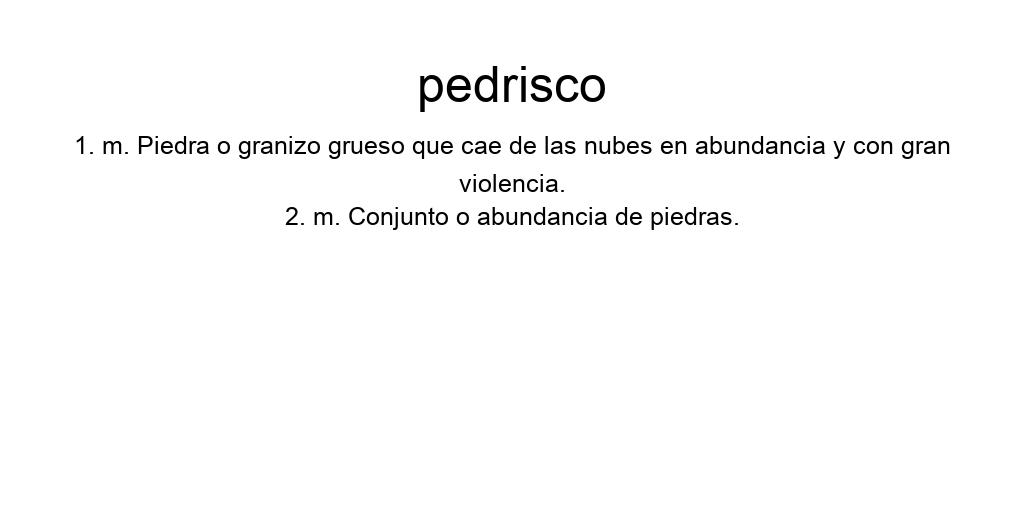 pedrisco
1. m. Piedra o granizo grueso que cae de las nubes en abundancia y con gran
violencia.
2. m. Conjunto o abundancia de piedras.